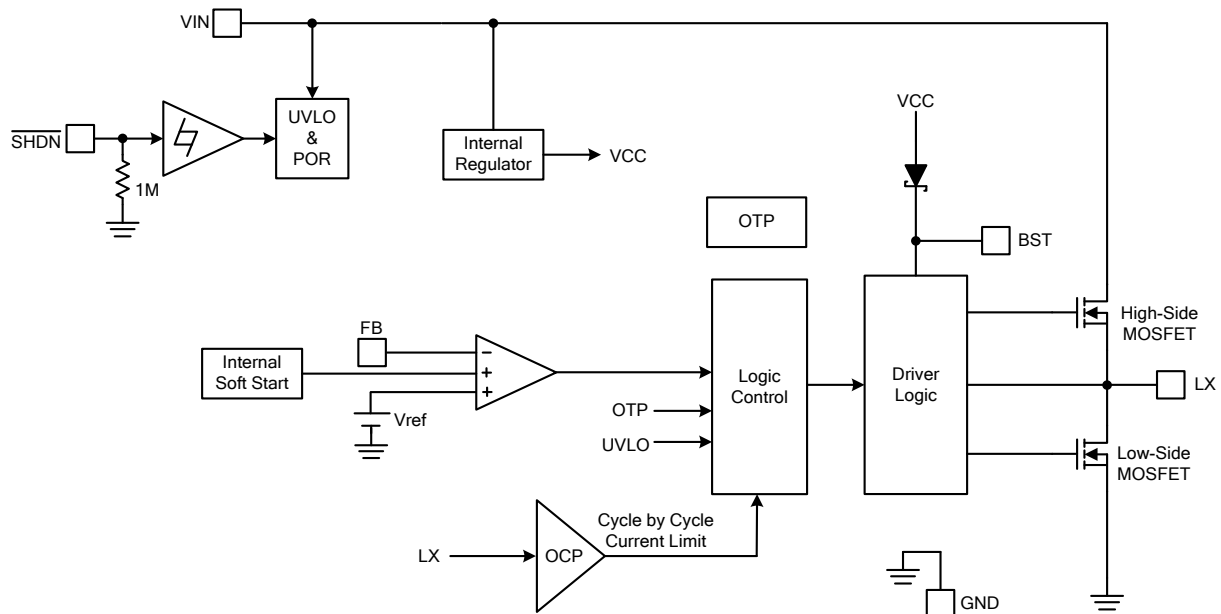 VIN
SHDN
1M
UVLO
&
POR
Internal
Regulator
VCC
VCC
OTP
BST
FB
Internal
Soft Start
−
+
+
Vref
OTP
UVLO
Logic
Control
Driver
Logic
High-Side
MOSFET
LX
Low-Side
MOSFET
LX
OCP
Cycle by Cycle
Current Limit
GND